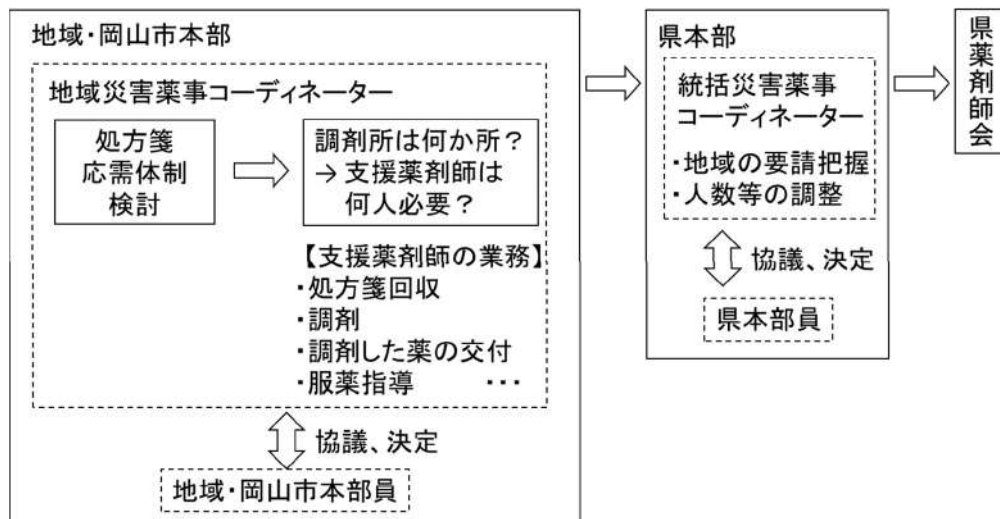 地域・岡山市本部
地域災害薬事コーディネーター
処方箋
応需体制
検討
調剤所は何か所？
→ 支援薬剤師は
何人必要？
【支援薬剤師の業務】
・処方箋回収
・調剤
・調剤した薬の交付
・服薬指導　　・・・
協議、決定
地域・岡山市本部員
県本部
統括災害薬事
コーディネーター
・地域の要請把握
・人数等の調整
協議、決定
県本部員
県薬剤師会